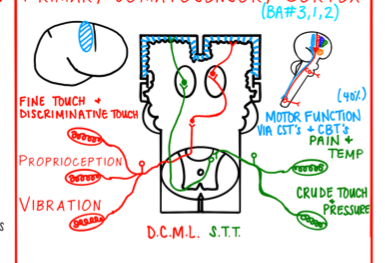 PRIMARY SOMATOSENSORY CORTEX
(BA#3,1,2)
FINE TOUCH +
DISCRIMINATIVE TOUCH
PROPRIOCEPTION
VIBRATION
(40%)
MOTOR FUNCTION
VIA CST's + CBT's
PAIN +
TEMP
CRUDE TOUCH
PRESSURE
D.C.M.L. S.T.T.